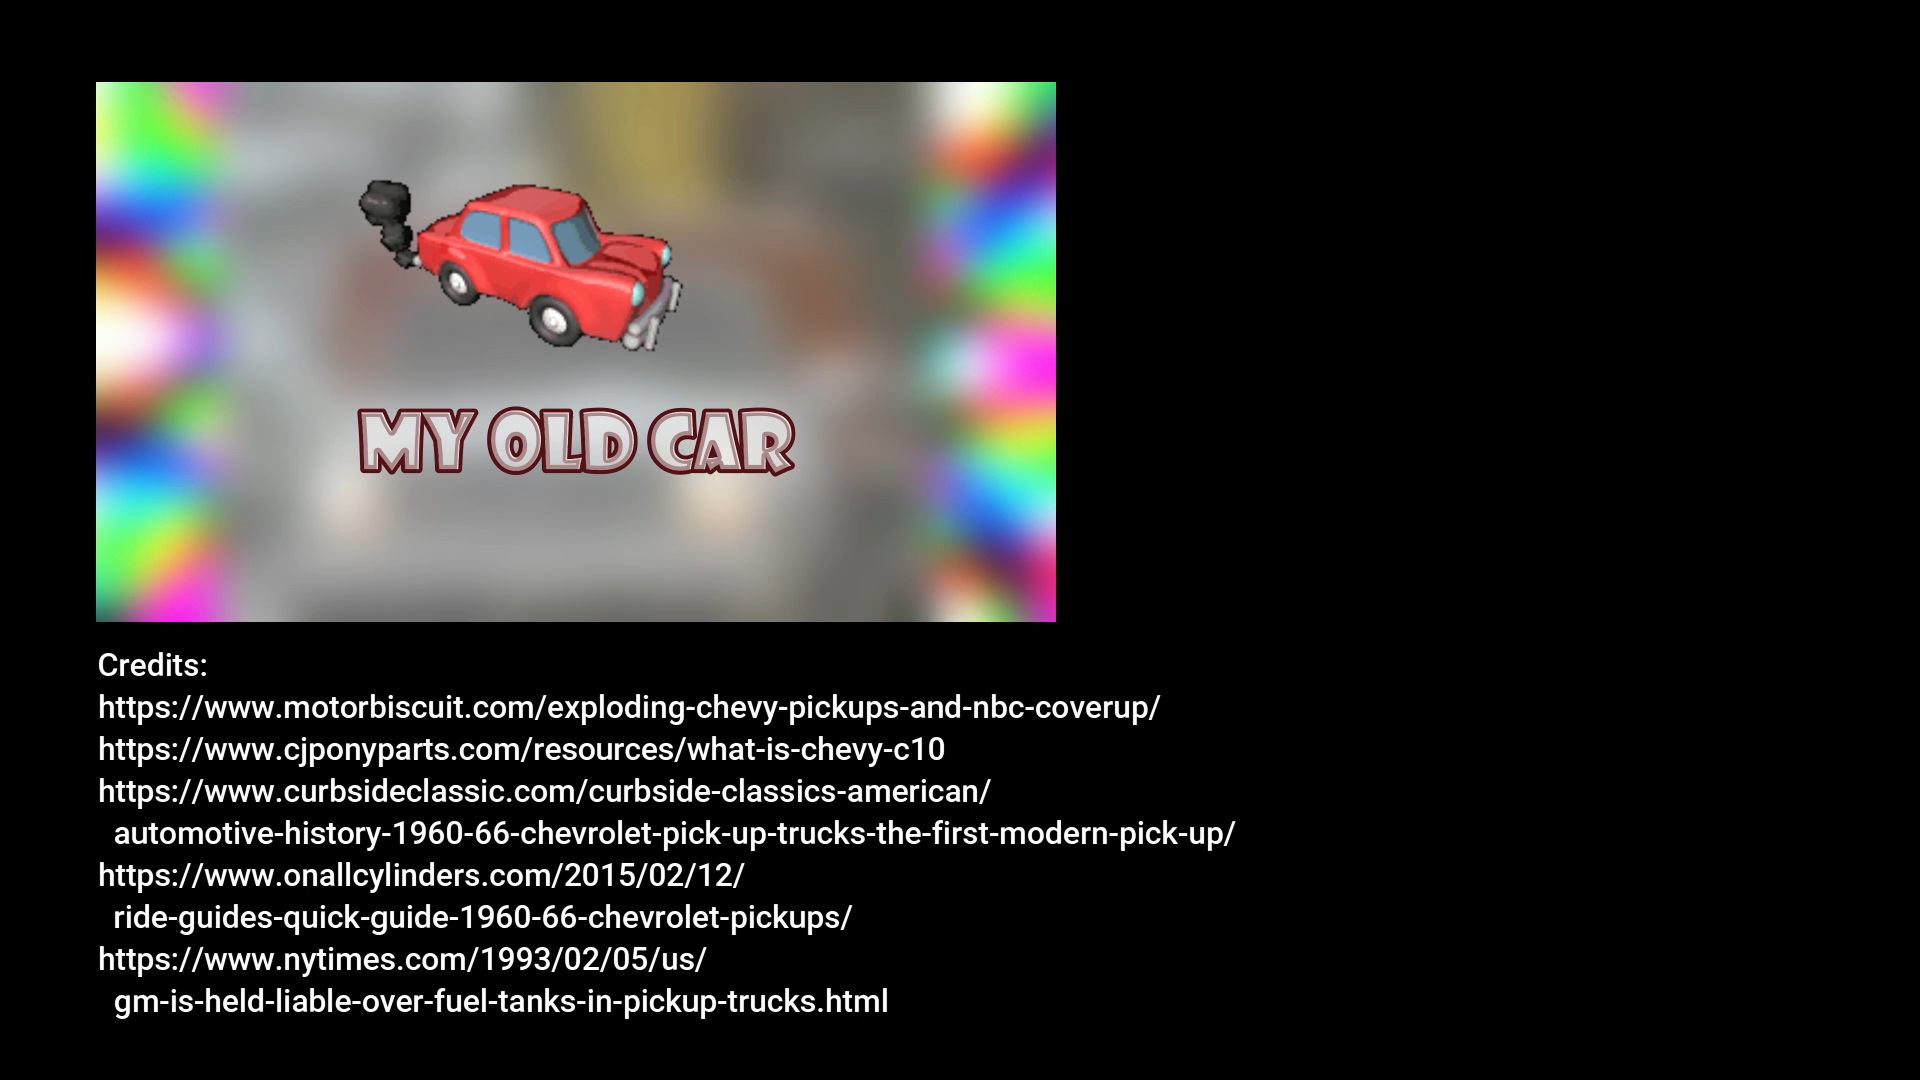 MY OLD CAR
Credits:
https://www.motorbiscuit.com/exploding-chevy-pickups-and-nbc-coverup/
https://www.cjponyparts.com/resources/what-is-chevy-c10
https://www.curbsideclassic.com/curbside-classics-american/
automotive-history-1960-66-chevrolet-pick-up-trucks-the-first-modern-pick-up/
https://www.onallcylinders.com/2015/02/12/
ride-guides-quick-guide-1960-66-chevrolet-pickups/
https://www.nytimes.com/1993/02/05/us/
gm-is-held-liable-over-fuel-tanks-in-pickup-trucks.html